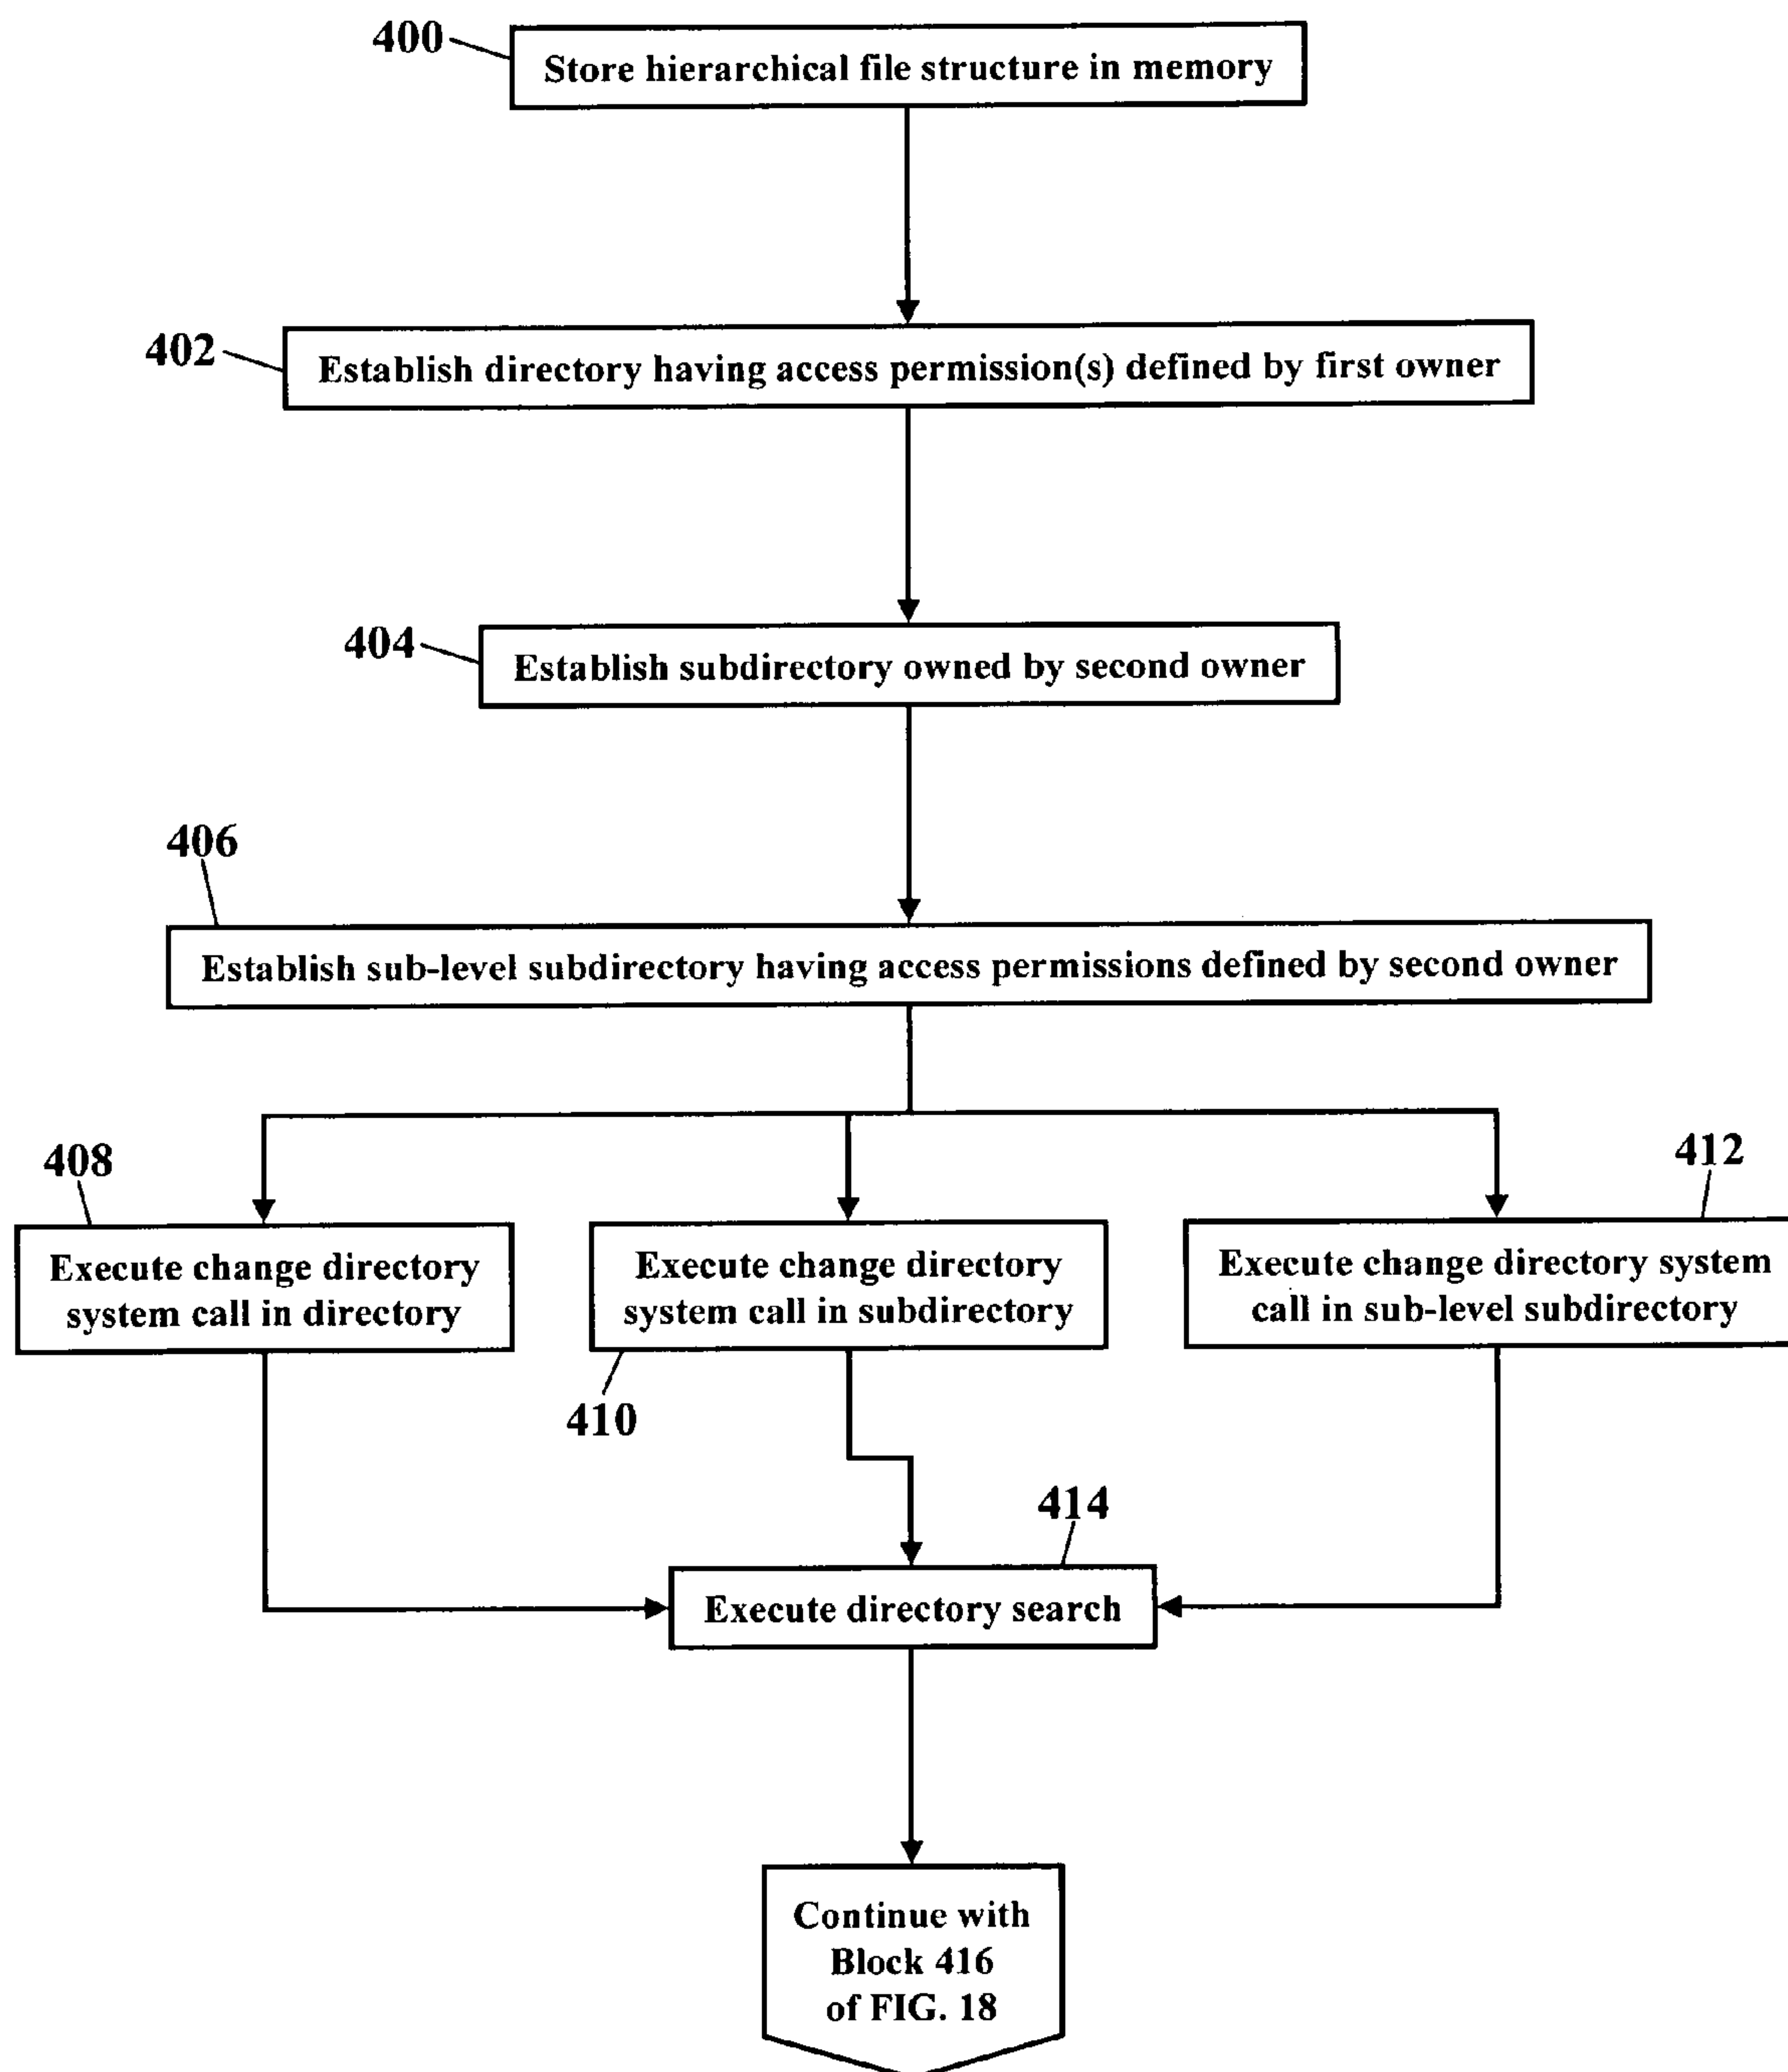 400
Store hierarchical file structure in memory
402
Establish directory having access permission(s) defined by first owner
404
Establish subdirectory owned by second owner
406
Establish sub-level subdirectory having access permissions defined by second owner
408
Execute change directory
system call in directory
Execute change directory
system call in subdirectory
410
412
Execute change directory system
call in sub-level subdirectory
414
Execute directory search
Continue with
Block 416
of FIG. 18